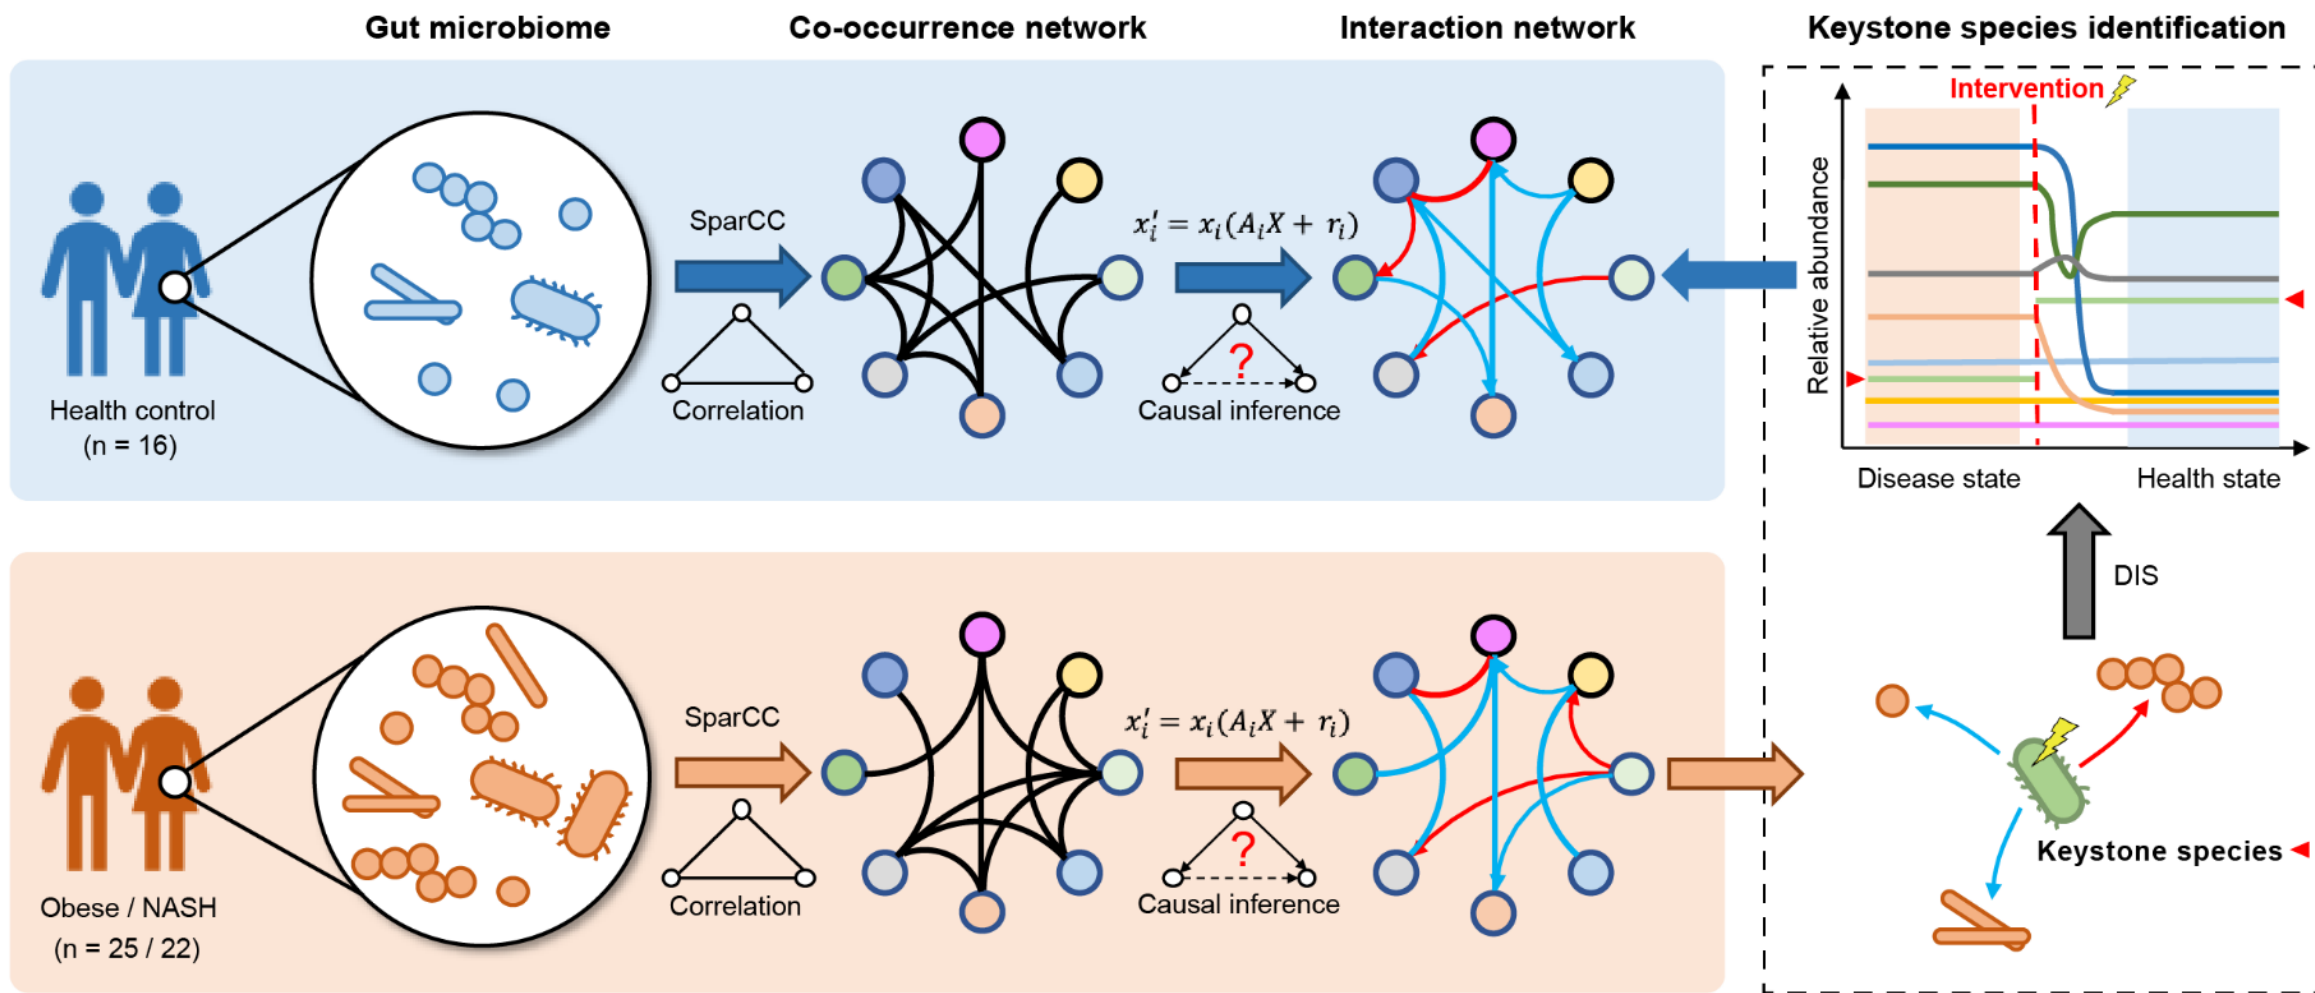 Gut microbiome
Co-occurrence network
Interaction network
Keystone species identification
Health control
(n = 16)
SparCC
Correlation
x′ᵢ = xᵢ(AᵢX + rᵢ)
?
Causal inference
Intervention
Relative abundance
Disease state
Health state
DIS
Keystone species
Obese / NASH
(n = 25 / 22)
SparCC
Correlation
x′ᵢ = xᵢ(AᵢX + rᵢ)
?
Causal inference